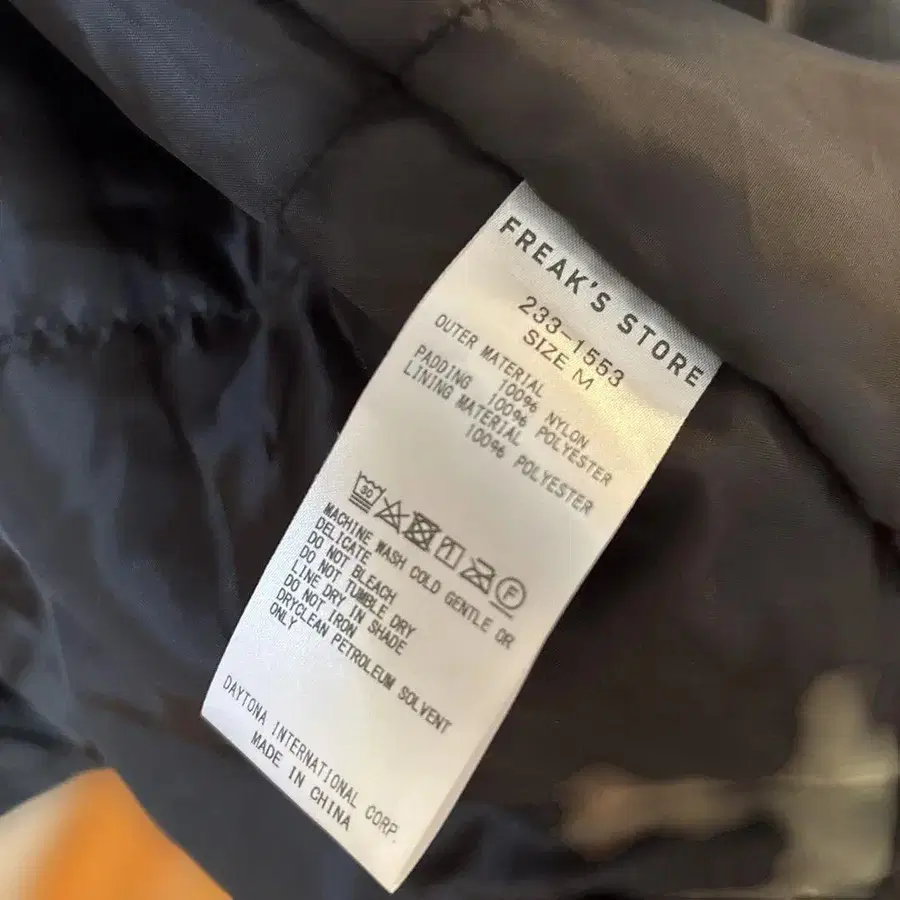 FREAK'S STORE
233-1553
SIZE M
OUTER MATERIAL
100% NYLON
PADDING 100% POLYESTER
LINING MATERIAL
100% POLYESTER
30 F
MACHINE WASH COLD GENTLE OR
DELICATE
DO NOT BLEACH
DO NOT TUMBLE DRY
LINE DRY IN SHADE
DO NOT IRON
DRYCLEAN PETROLEUM SOLVENT
ONLY
DAYTONA INTERNATIONAL CORP.
MADE IN CHINA